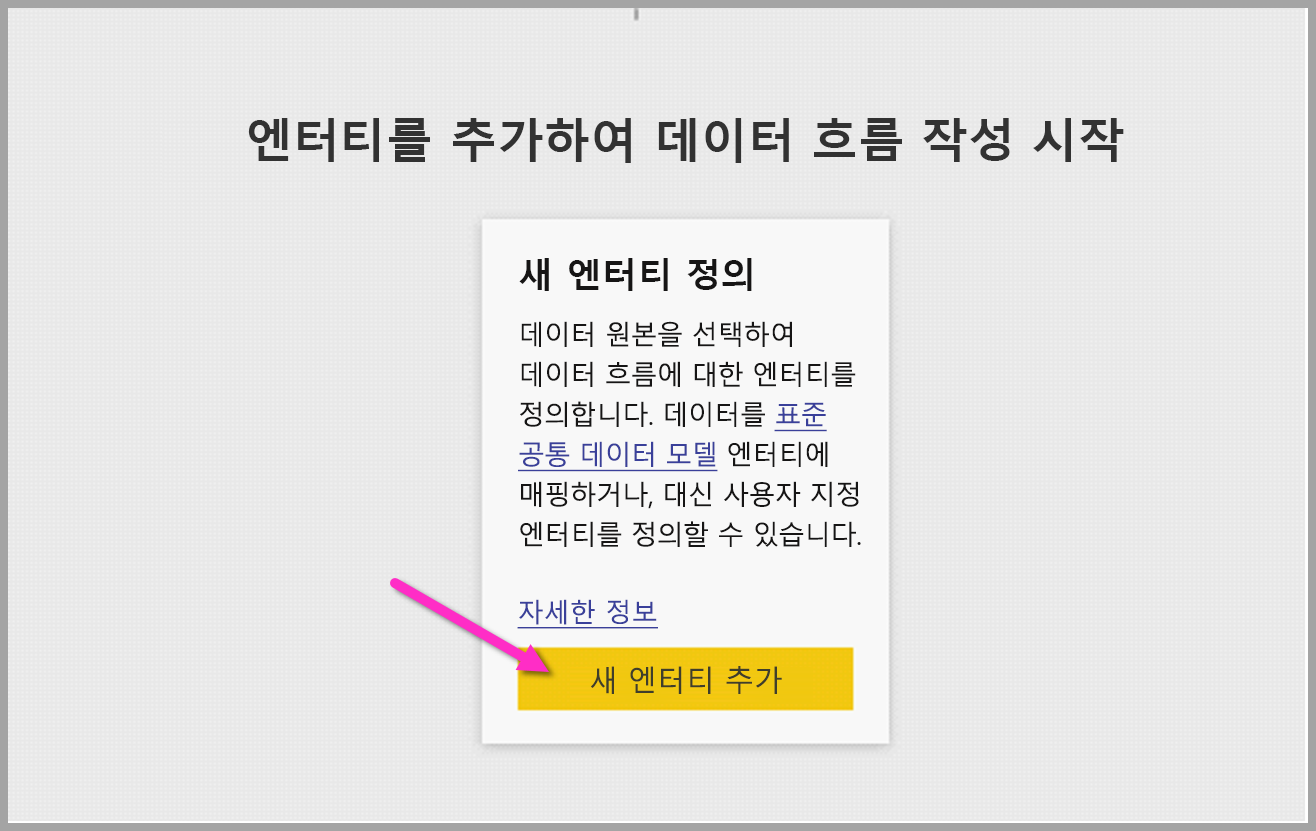 엔터티를 추가하여 데이터 흐름 작성 시작
새 엔터티 정의
데이터 원본을 선택하여
데이터 흐름에 대한 엔터티를
정의합니다. 데이터를 표준
공통 데이터 모델 엔터티에
매핑하거나, 대신 사용자 지정
엔터티를 정의할 수 있습니다.
자세한 정보
새 엔터티 추가